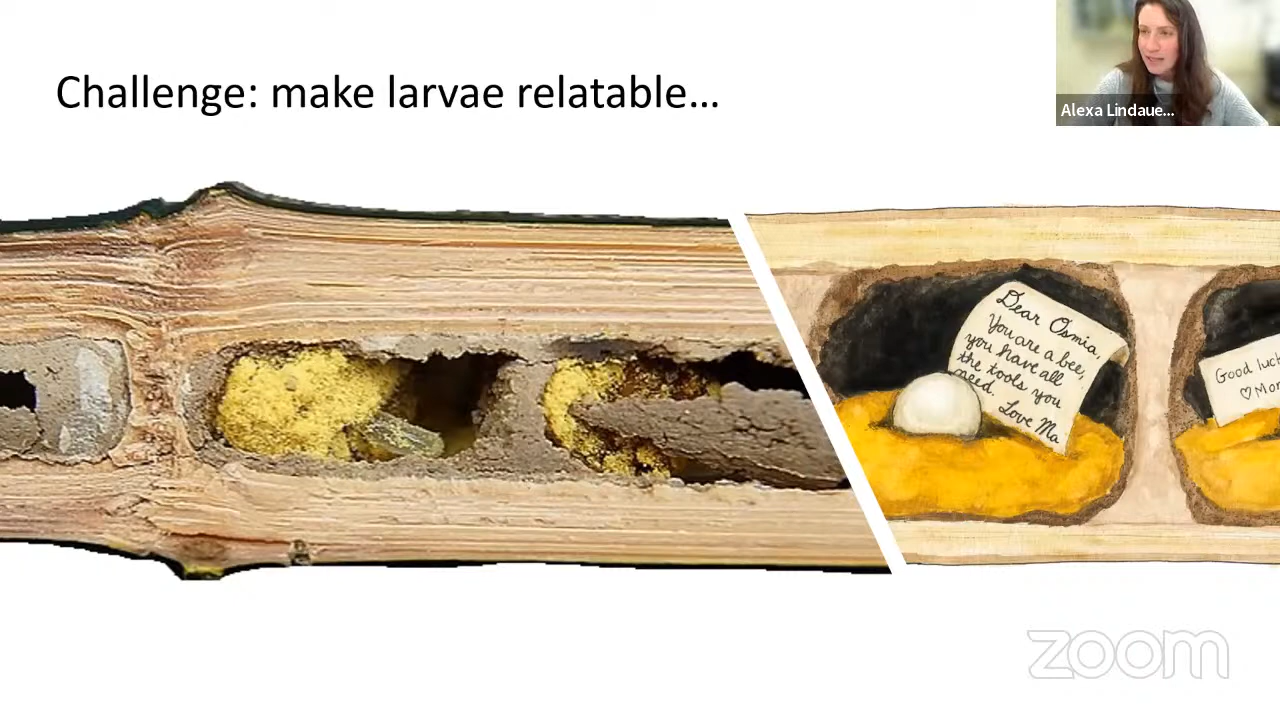 Challenge: make larvae relatable...
Alexa Lindaue...
Dear Osmia,
You are a bee,
you have all
the tools you
need. Love Ma
Good luck
♡ Mom
zoom